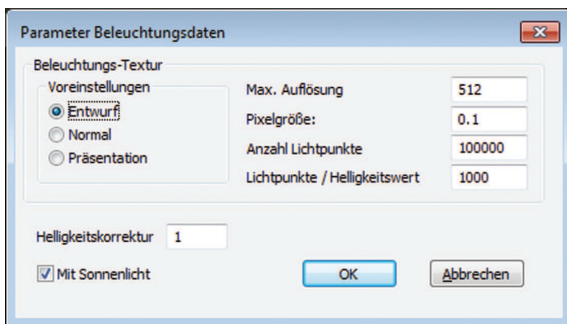 Parameter Beleuchtungsdaten
Beleuchtungs-Textur
Voreinstellungen
Entwurf
Normal
Präsentation
Max. Auflösung 512
Pixelgröße: 0.1
Anzahl Lichtpunkte 100000
Lichtpunkte / Helligkeitswert 1000
Helligkeitskorrektur 1
Mit Sonnenlicht
OK
Abbrechen